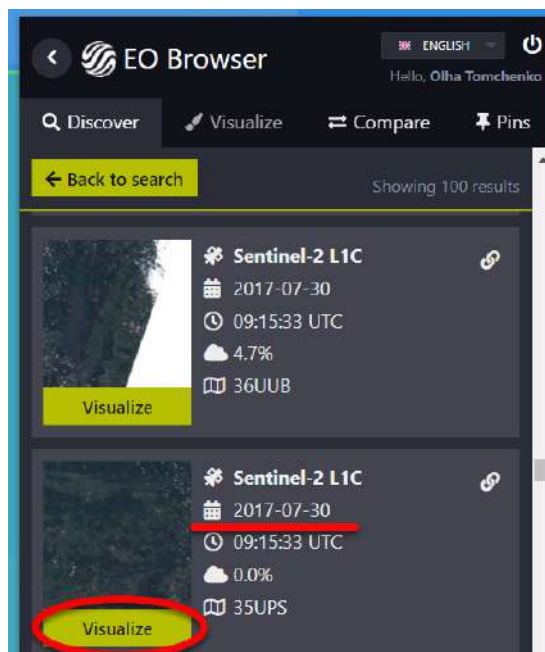 EO Browser
ENGLISH
Hello, Olha Tomchenko
Discover Visualize Compare Pins
Back to search
Showing 100 results
Sentinel-2 L1C
2017-07-30
09:15:33 UTC
4.7%
36UUB
Visualize
Sentinel-2 L1C
2017-07-30
09:15:33 UTC
0.0%
35UPS
Visualize